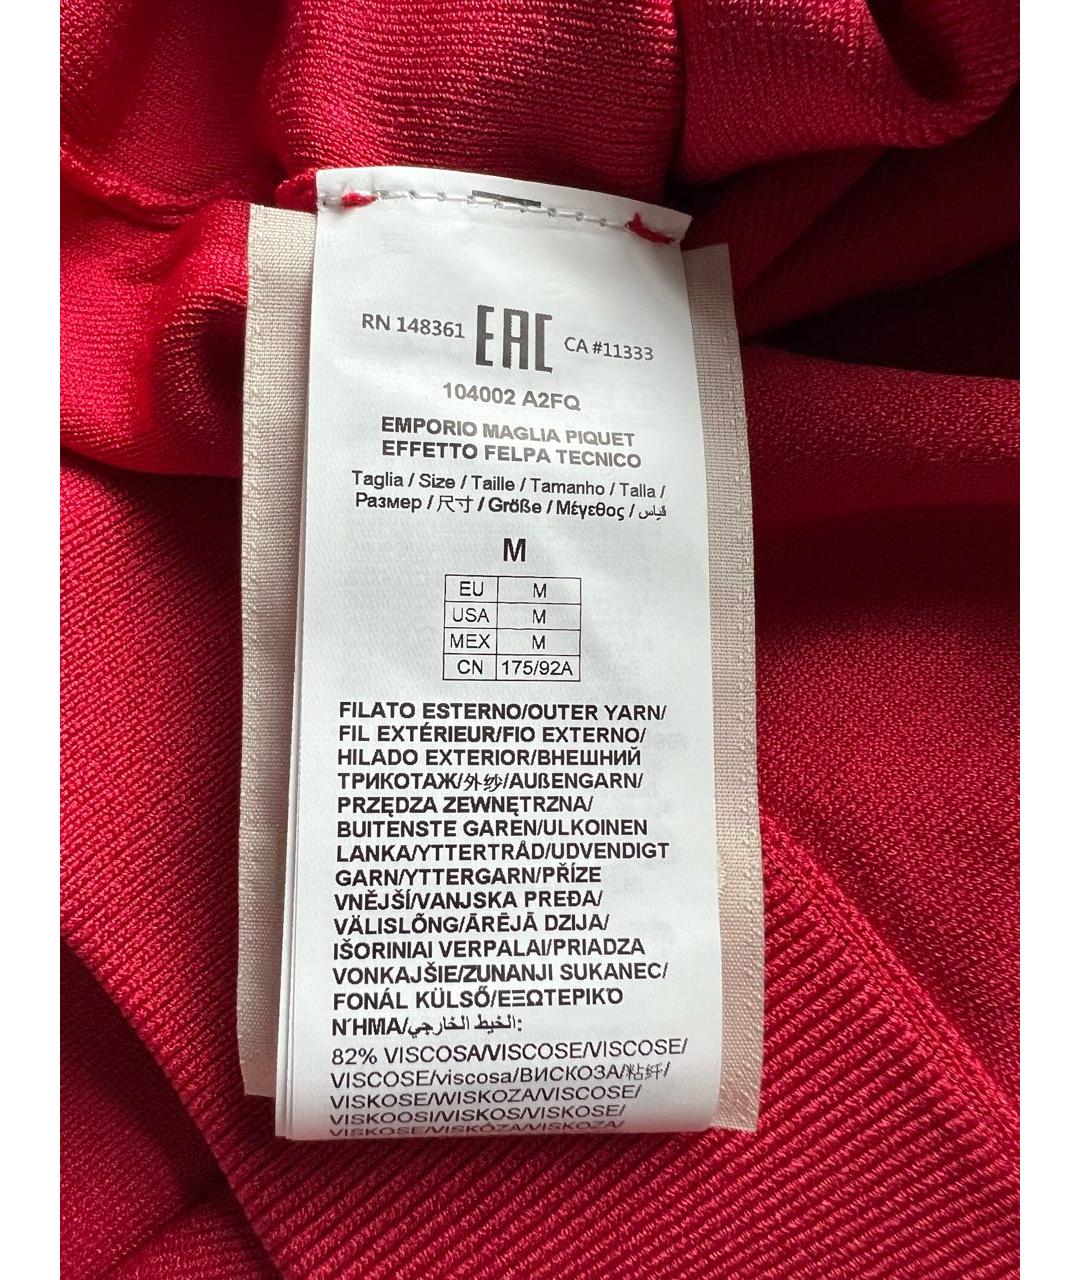 RN 148361 EAC CA #11333
104002 A2FQ
EMPORIO MAGLIA PIQUET
EFFETTO FELPA TECNICO
Taglia / Size / Taille / Tamanho / Talla /
Размер / 尺寸 / Größe / Μέγεθος / قياس
M
EU M
USA M
MEX M
CN 175/92A
FILATO ESTERNO/OUTER YARN/
FIL EXTÉRIEUR/FIO EXTERNO/
HILADO EXTERIOR/ВНЕШНИЙ
ТРИКОТАЖ/外纱/AUßENGARN/
PRZĘDZA ZEWNĘTRZNA/
BUITENSTE GAREN/ULKOINEN
LANKA/YTTERTRÅD/UDVENDIGT
GARN/YTTERGARN/PŘÍZE
VNĚJŠÍ/VANJSKA PREĐA/
VÄLISLÕNG/ĀRĒJĀ DZIJA/
IŠORINIAI VERPALAI/PRIADZA
VONKAJŠIE/ZUNANJI SUKANEC/
FONÁL KÜLSŐ/ΕΞΩΤΕΡΙΚΌ
ΝΉΜΑ/الخيط الخارجي:
82% VISCOSA/VISCOSE/VISCOSE/
VISCOSE/viscosa/ВИСКОЗА/粘纤/
VISKOSE/WISKOZA/VISCOSE/
VISKOOSI/VISKOS/VISKOSE/
VISKOSE/VISKÓZA/VISKOZA/